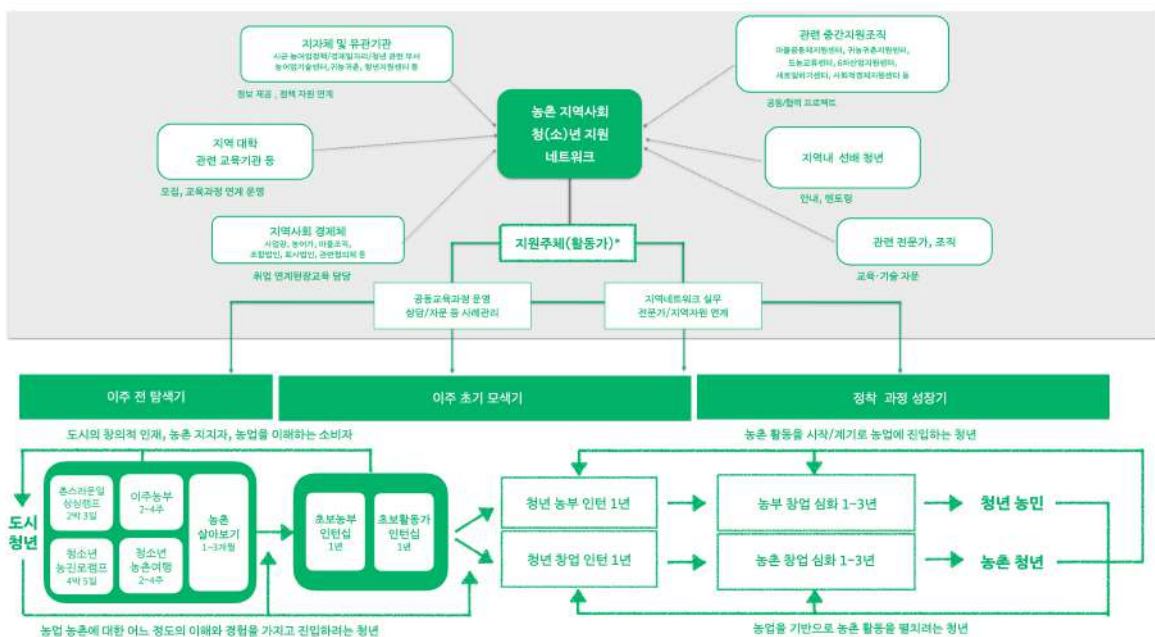 지자체 및 유관기관
시군 농어업정책/경제일자리/청년 관련 부서
농어업기술센터, 귀농귀촌, 청년지원센터 등
정보 제공 , 정책 자원 연계
관련 중간지원조직
마을공동체지원센터, 귀농귀촌지원센터,
도농교류센터, 6차산업지원센터,
새로일하기센터, 사회적경제지원센터 등
공동/협력 프로젝트
농촌 지역사회
청(소)년 지원
네트워크
지역 대학
관련 교육기관 등
모집, 교육과정 연계 운영
지역내 선배 청년
안내, 멘토링
지역사회 경제체
사업장, 농어가, 마을조직,
조합법인, 회사법인, 관련협의체 등
취업 연계현장교육 담당
지원주체(활동가)*
관련 전문가, 조직
교육·기술 자문
공동교육과정 운영
상담/자문 등 사례관리
지역네트워크 실무
전문가/지역자원 연계
이주 전 탐색기
이주 초기 모색기
정착 과정 성장기
도시의 창의적 인재, 농촌 지지자, 농업을 이해하는 소비자
농촌 활동을 시작/계기로 농업에 진입하는 청년
도시
청년
촌스러운일
상상캠프
2박 3일
이주농부
2~4주
청소년
농진로캠프
4박 5일
청소년
농촌여행
2~4주
농촌
살아보기
1~3개월
초보농부
인턴십
1년
초보활동가
인턴십
1년
청년 농부 인턴 1년
농부 창업 심화 1~3년
청년 농민
청년 창업 인턴 1년
농촌 창업 심화 1~3년
농촌 청년
농업 농촌에 대한 어느 정도의 이해와 경험을 가지고 진입하려는 청년
농업을 기반으로 농촌 활동을 펼치려는 청년